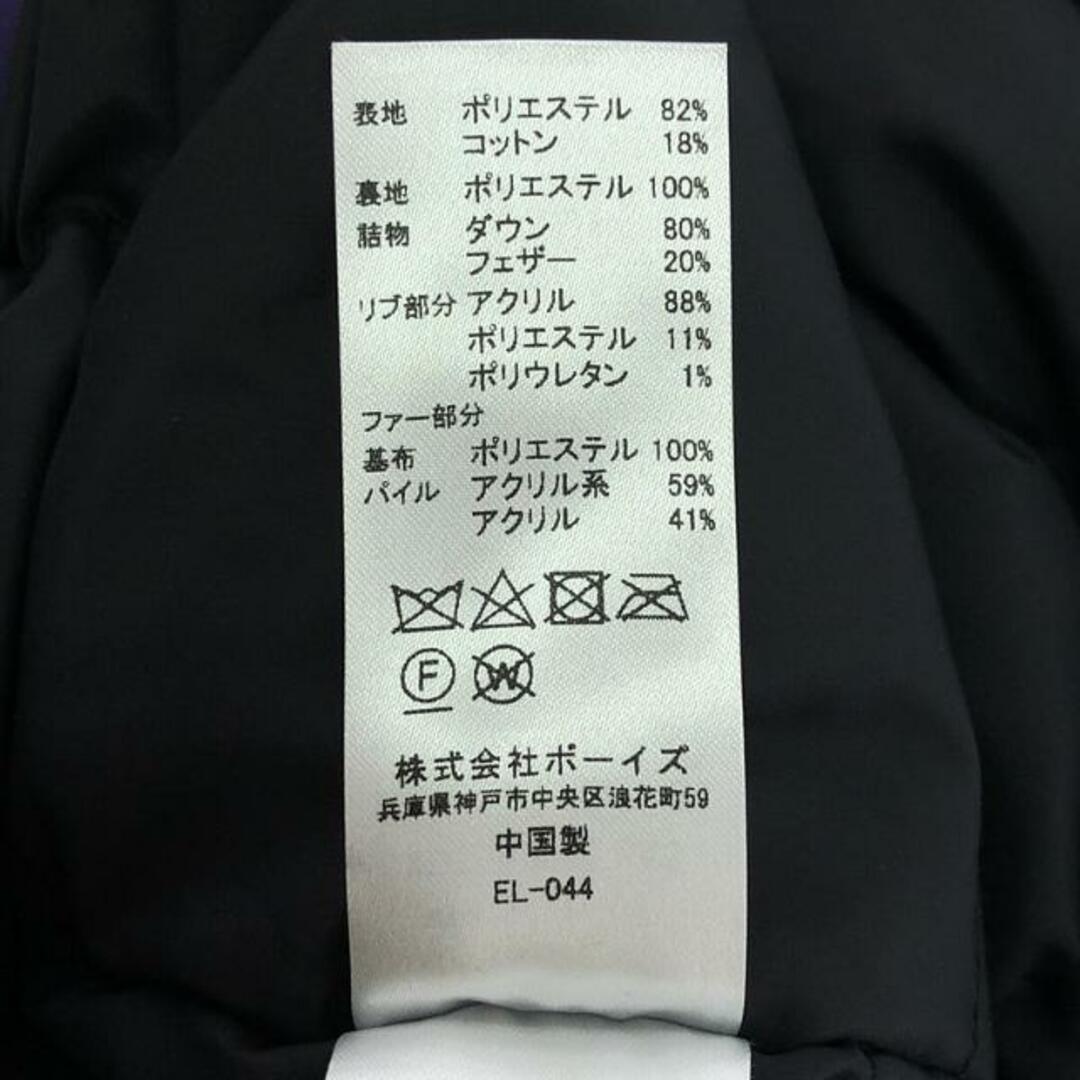 表地 ポリエステル 82%
コットン 18%
裏地 ポリエステル 100%
詰物 ダウン 80%
フェザー 20%
リブ部分 アクリル 88%
ポリエステル 11%
ポリウレタン 1%
ファー部分
基布 ポリエステル 100%
パイル アクリル系 59%
アクリル 41%
F W
株式会社ポーイズ
兵庫県神戸市中央区浪花町59
中国製
EL-044